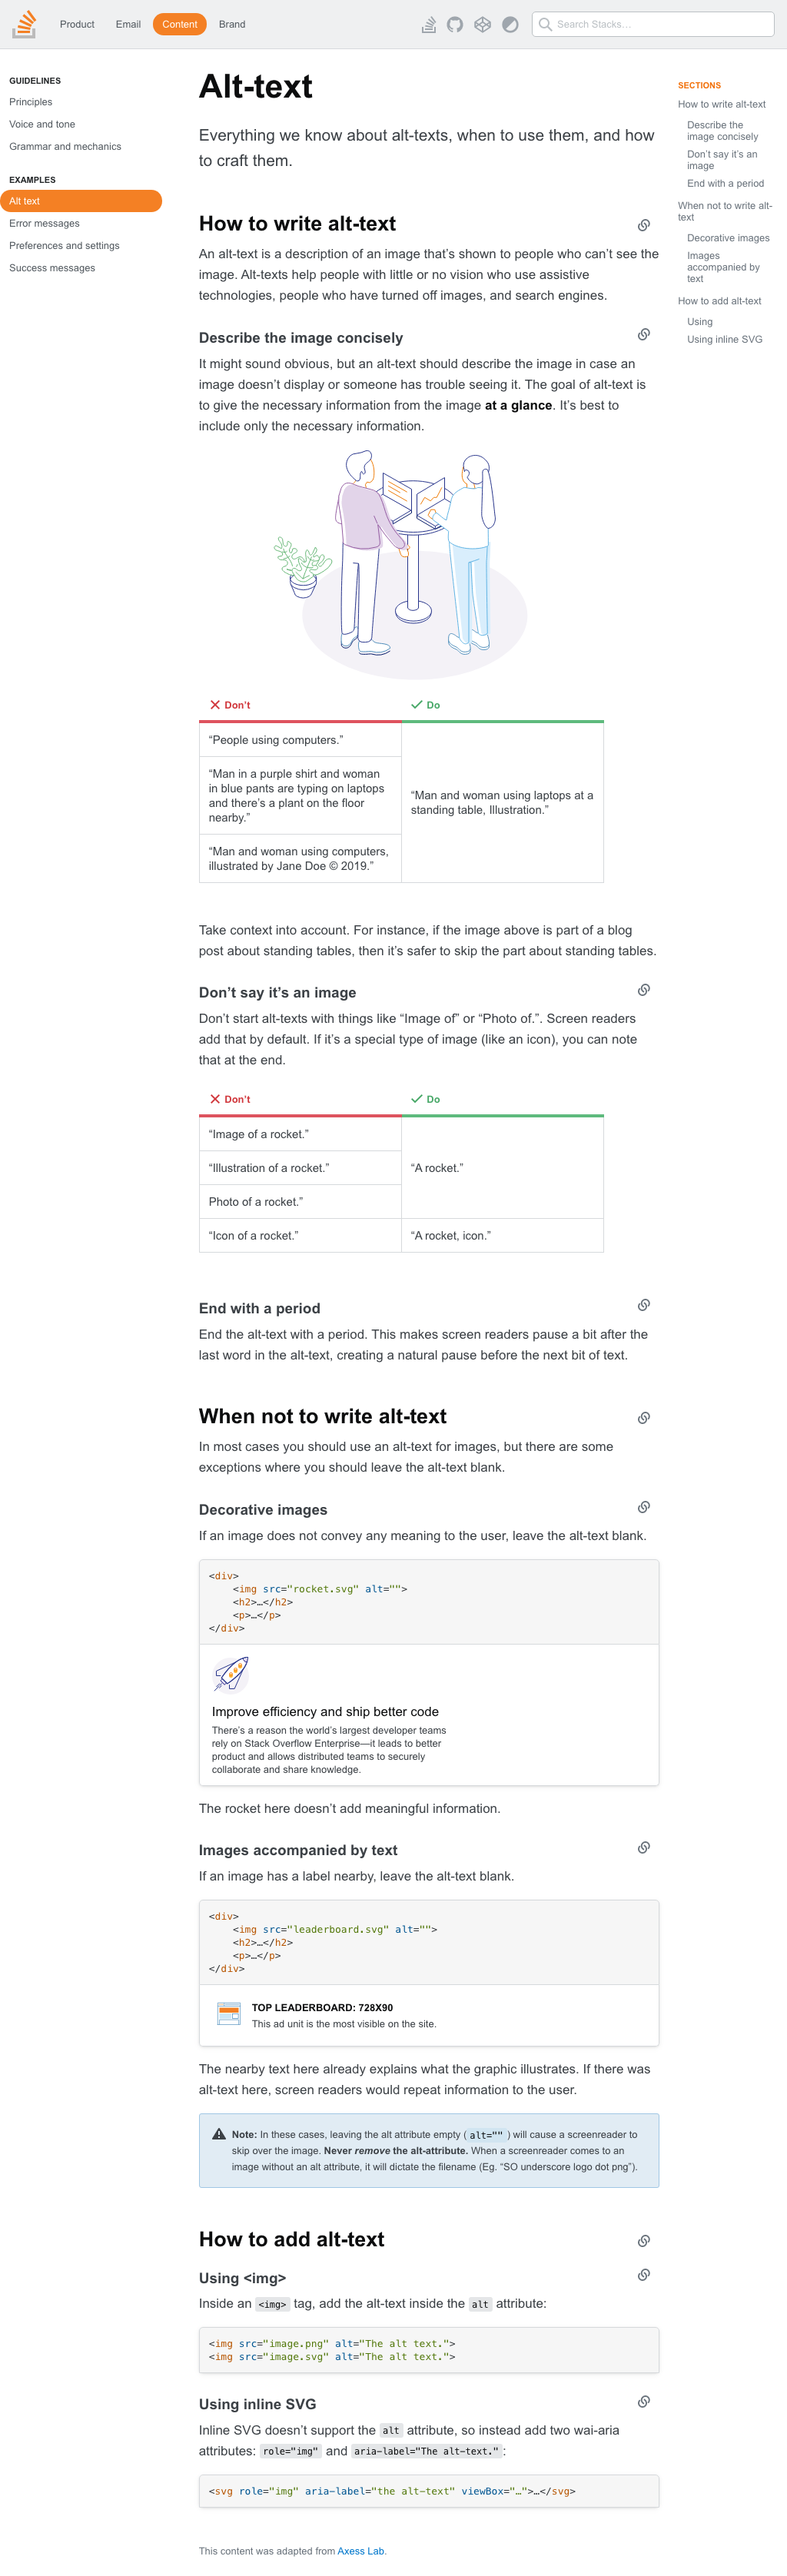 Product Email Content Brand Search Stacks…
GUIDELINES
Principles
Voice and tone
Grammar and mechanics
EXAMPLES
Alt text
Error messages
Preferences and settings
Success messages
Alt-text
Everything we know about alt-texts, when to use them, and how
to craft them.
How to write alt-text
An alt-text is a description of an image that’s shown to people who can’t see the
image. Alt-texts help people with little or no vision who use assistive
technologies, people who have turned off images, and search engines.
Describe the image concisely
It might sound obvious, but an alt-text should describe the image in case an
image doesn’t display or someone has trouble seeing it. The goal of alt-text is
to give the necessary information from the image at a glance. It’s best to
include only the necessary information.
Don’t
Do
“People using computers.”
“Man in a purple shirt and woman
in blue pants are typing on laptops
and there’s a plant on the floor
nearby.”
“Man and woman using computers,
illustrated by Jane Doe © 2019.”
“Man and woman using laptops at a
standing table, Illustration.”
Take context into account. For instance, if the image above is part of a blog
post about standing tables, then it’s safer to skip the part about standing tables.
Don’t say it’s an image
Don’t start alt-texts with things like “Image of” or “Photo of.”. Screen readers
add that by default. If it’s a special type of image (like an icon), you can note
that at the end.
Don’t
Do
“Image of a rocket.”
“Illustration of a rocket.”
Photo of a rocket.”
“A rocket.”
“Icon of a rocket.”
“A rocket, icon.”
End with a period
End the alt-text with a period. This makes screen readers pause a bit after the
last word in the alt-text, creating a natural pause before the next bit of text.
When not to write alt-text
In most cases you should use an alt-text for images, but there are some
exceptions where you should leave the alt-text blank.
Decorative images
If an image does not convey any meaning to the user, leave the alt-text blank.
<div>
    <img src="rocket.svg" alt="">
    <h2>…</h2>
    <p>…</p>
</div>
Improve efficiency and ship better code
There’s a reason the world’s largest developer teams
rely on Stack Overflow Enterprise—it leads to better
product and allows distributed teams to securely
collaborate and share knowledge.
The rocket here doesn’t add meaningful information.
Images accompanied by text
If an image has a label nearby, leave the alt-text blank.
<div>
    <img src="leaderboard.svg" alt="">
    <h2>…</h2>
    <p>…</p>
</div>
TOP LEADERBOARD: 728X90
This ad unit is the most visible on the site.
The nearby text here already explains what the graphic illustrates. If there was
alt-text here, screen readers would repeat information to the user.
Note: In these cases, leaving the alt attribute empty ( alt="" ) will cause a screenreader to
skip over the image. Never remove the alt-attribute. When a screenreader comes to an
image without an alt attribute, it will dictate the filename (Eg. “SO underscore logo dot png”).
How to add alt-text
Using <img>
Inside an <img> tag, add the alt-text inside the alt attribute:
<img src="image.png" alt="The alt text.">
<img src="image.svg" alt="The alt text.">
Using inline SVG
Inline SVG doesn’t support the alt attribute, so instead add two wai-aria
attributes: role="img" and aria-label="The alt-text." :
<svg role="img" aria-label="the alt-text" viewBox="…">…</svg>
This content was adapted from Axess Lab.
SECTIONS
How to write alt-text
Describe the
image concisely
Don’t say it’s an
image
End with a period
When not to write alt-
text
Decorative images
Images
accompanied by
text
How to add alt-text
Using
Using inline SVG